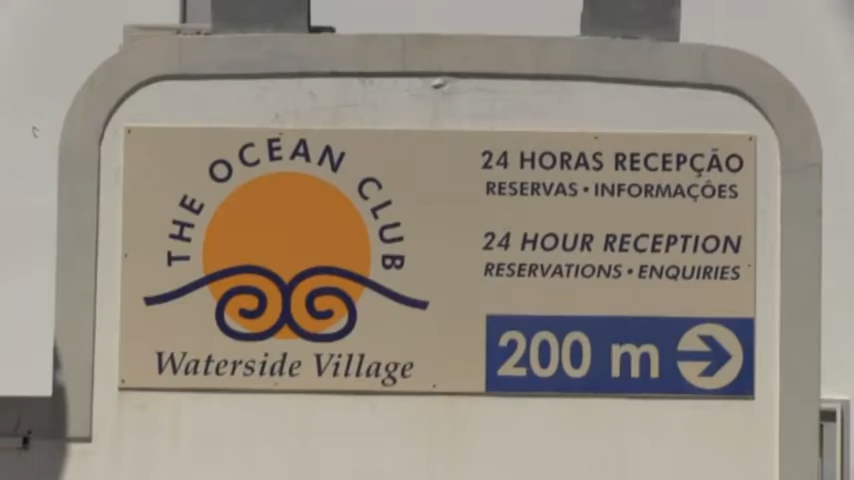 THE OCEAN CLUB
Waterside Village
24 HORAS RECEPÇÃO
RESERVAS • INFORMAÇÕES
24 HOUR RECEPTION
RESERVATIONS • ENQUIRIES
200 m